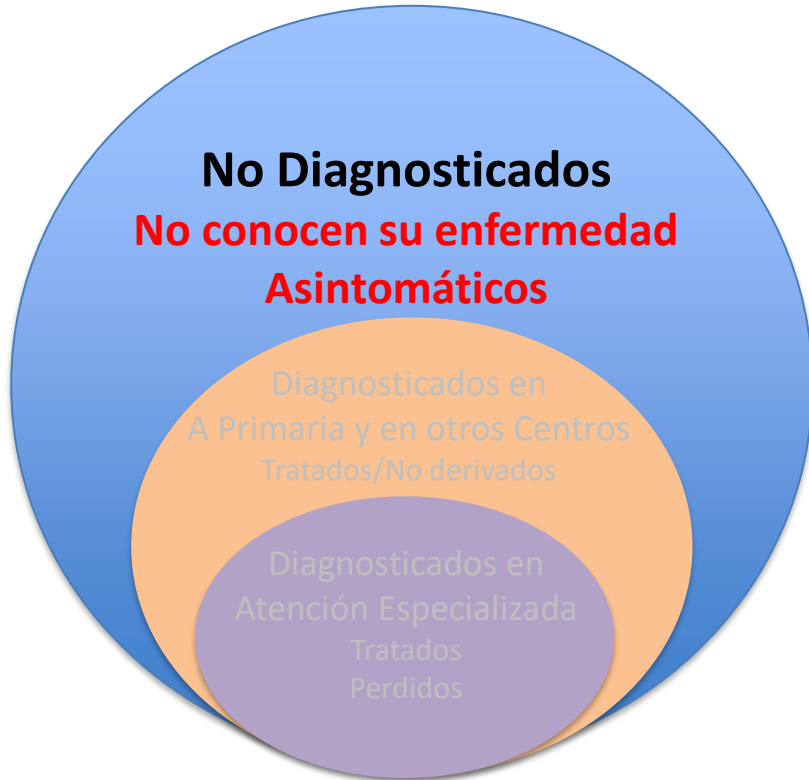 No Diagnosticados
No conocen su enfermedad
Asintomáticos
Diagnosticados en
A Primaria y en otros Centros
Tratados/No derivados
Diagnosticados en
Atención Especializada
Tratados
Perdidos